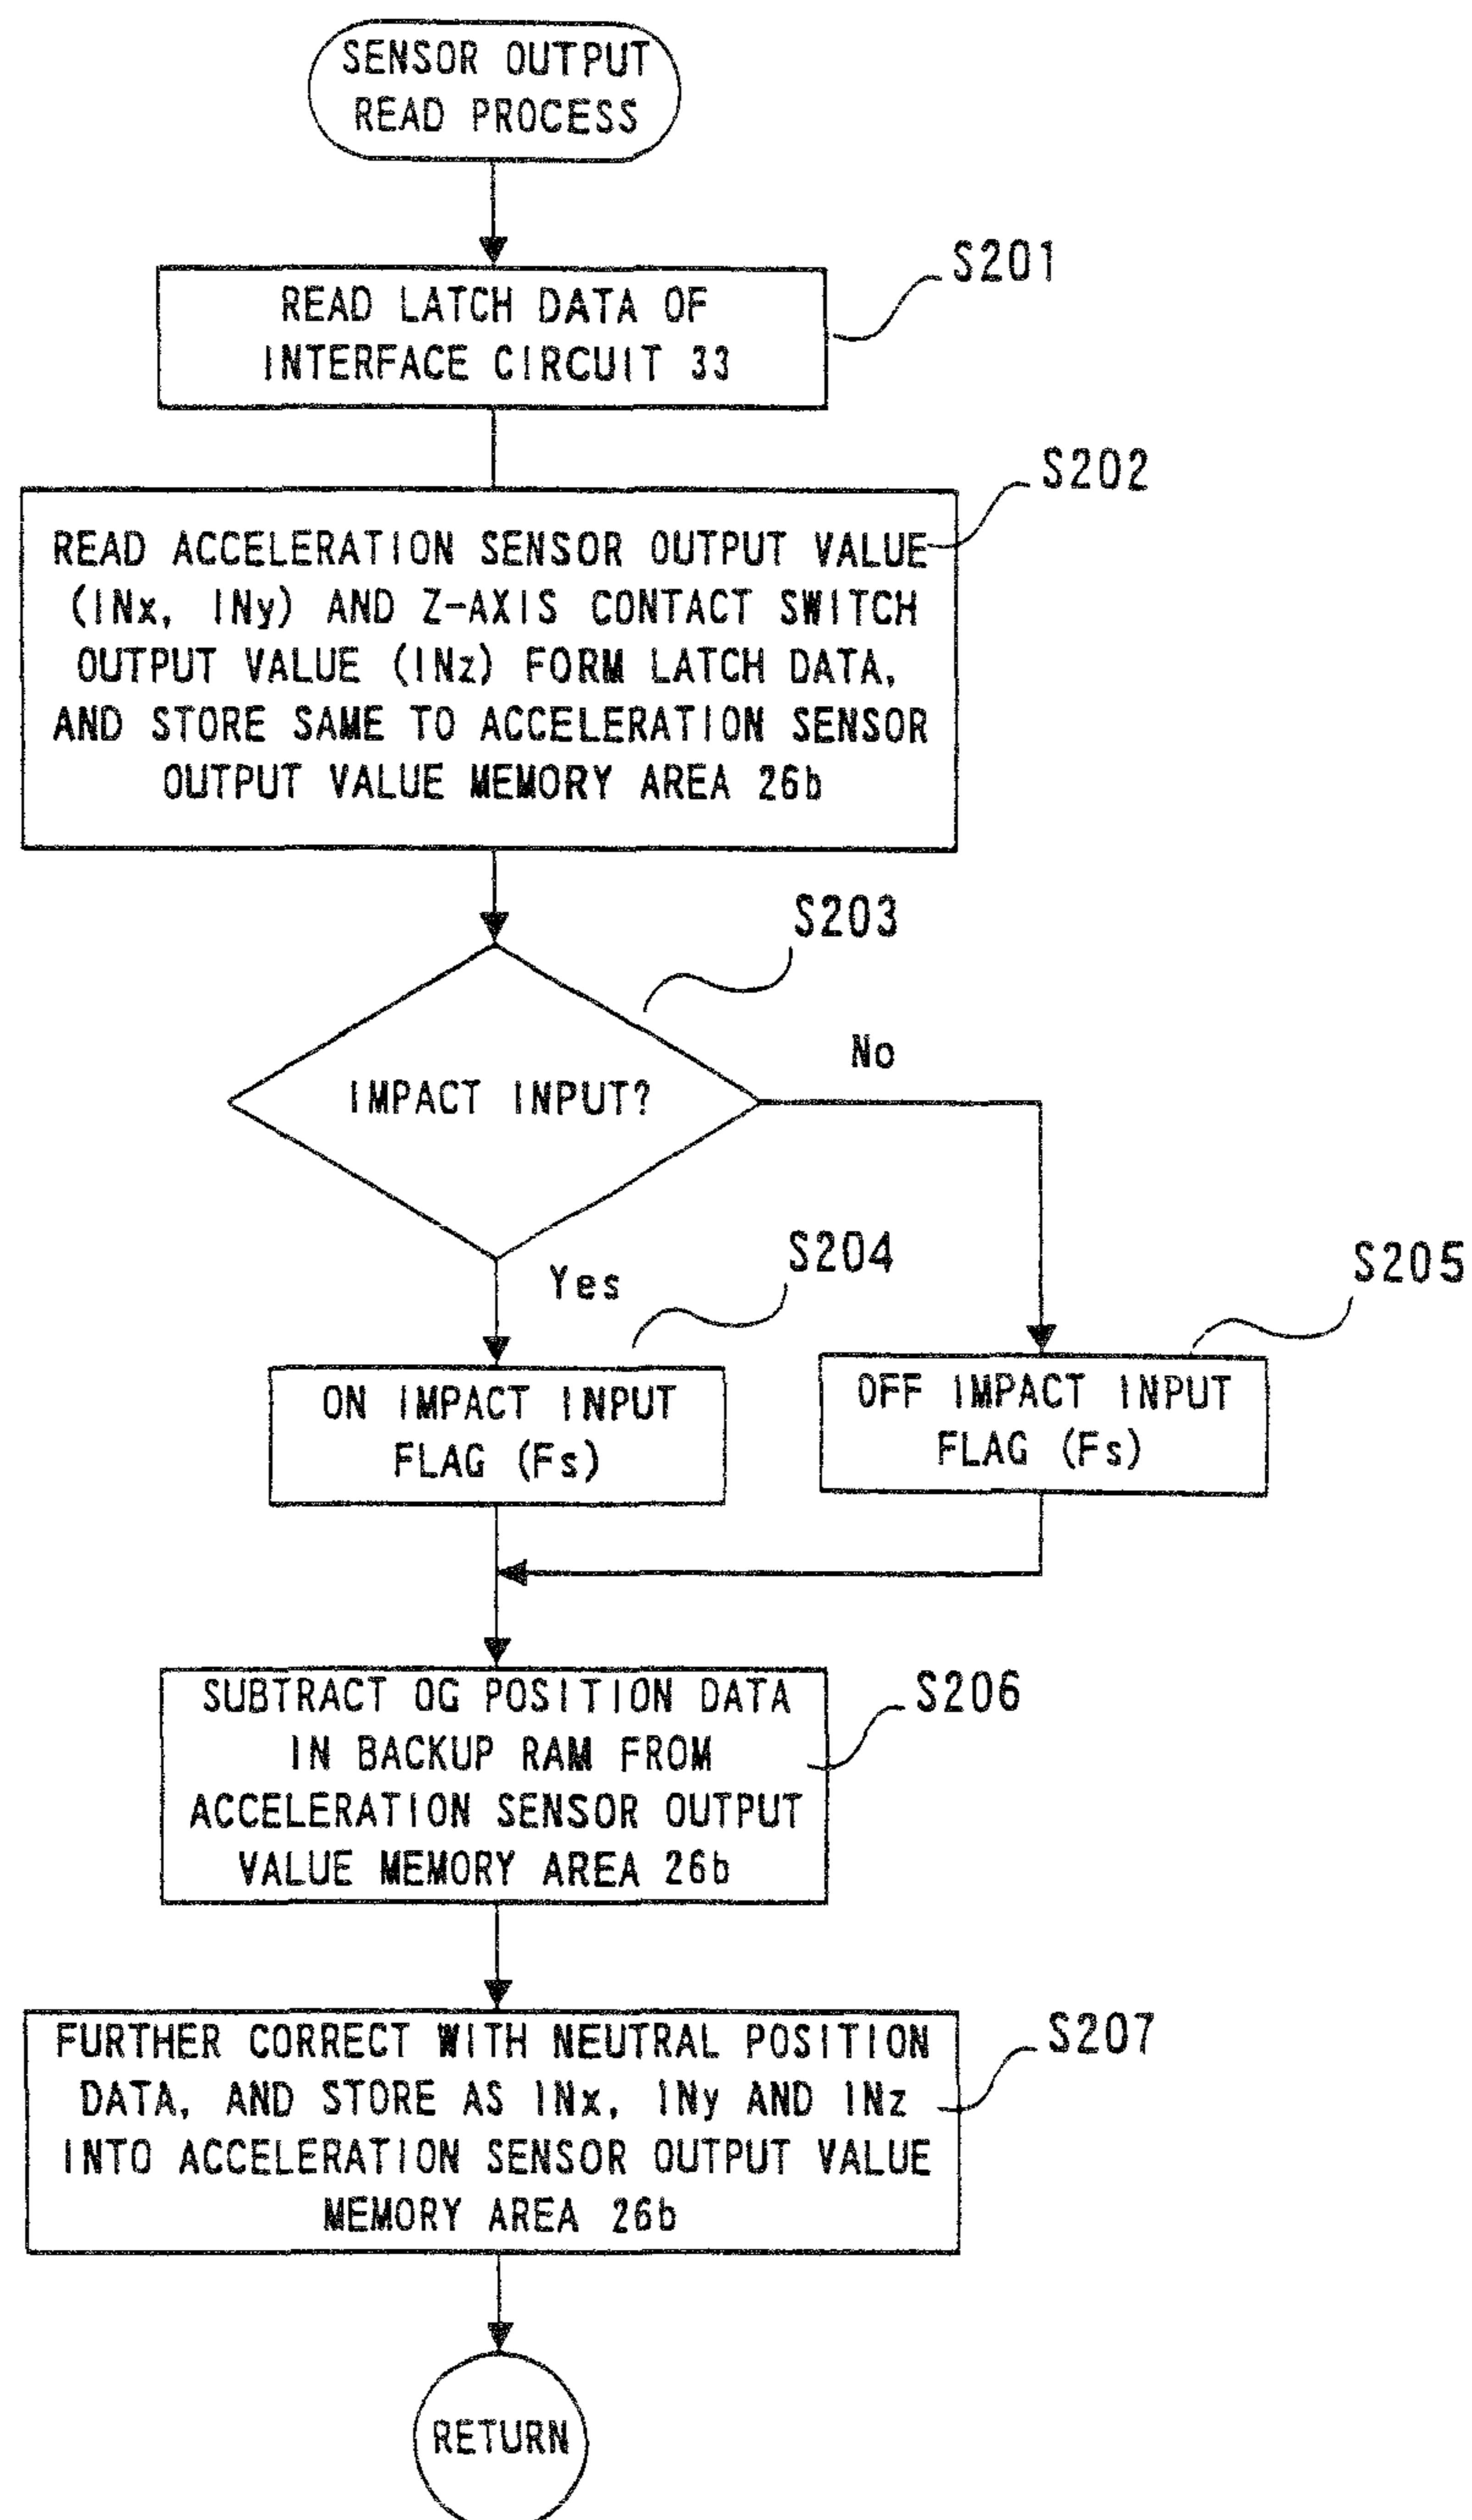 SENSOR OUTPUT
READ PROCESS
S201
READ LATCH DATA OF
INTERFACE CIRCUIT 33
S202
READ ACCELERATION SENSOR OUTPUT VALUE
(INx, INy) AND Z-AXIS CONTACT SWITCH
OUTPUT VALUE (INz) FORM LATCH DATA,
AND STORE SAME TO ACCELERATION SENSOR
OUTPUT VALUE MEMORY AREA 26b
S203
No
IMPACT INPUT?
Yes
S204
S205
ON IMPACT INPUT
FLAG (Fs)
OFF IMPACT INPUT
FLAG (Fs)
S206
SUBTRACT 0G POSITION DATA
IN BACKUP RAM FROM
ACCELERATION SENSOR OUTPUT
VALUE MEMORY AREA 26b
S207
FURTHER CORRECT WITH NEUTRAL POSITION
DATA, AND STORE AS INx, INy AND INz
INTO ACCELERATION SENSOR OUTPUT VALUE
MEMORY AREA 26b
RETURN